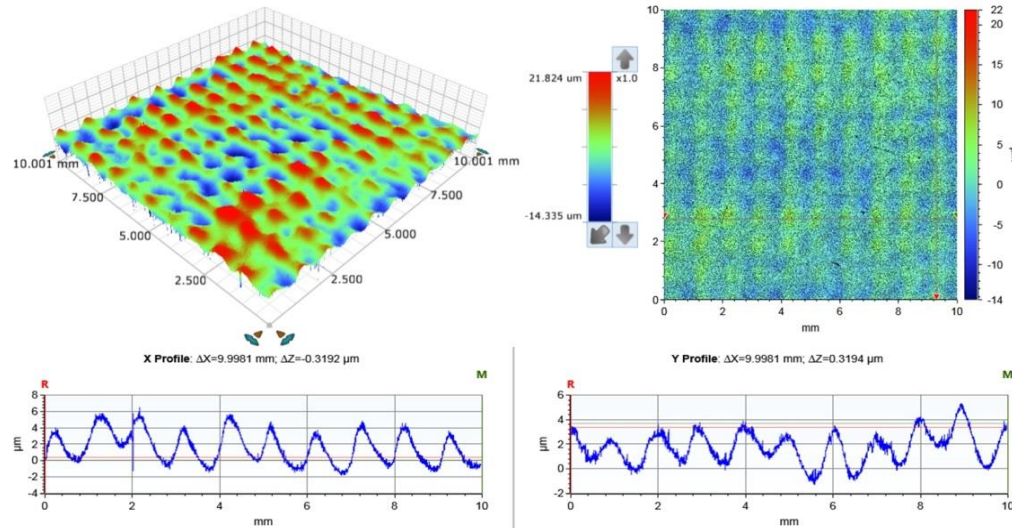 21.824 um
x1.0
-14.335 um
10.001 mm
7.500
5.000
2.500
10.001 mm
7.500
5.000
2.500
10
8
6
4
2
0
0 2 4 6 8 10
mm
22
20
15
10
5
0
-5
-10
-14
X Profile: ΔX=9.9981 mm; ΔZ=-0.3192 µm
R
M
8
6
4
2
0
-2
-4
µm
0 2 4 6 8 10
mm
Y Profile: ΔX=9.9981 mm; ΔZ=0.3194 µm
R
M
6
4
2
0
-2
µm
0 2 4 6 8 10
mm